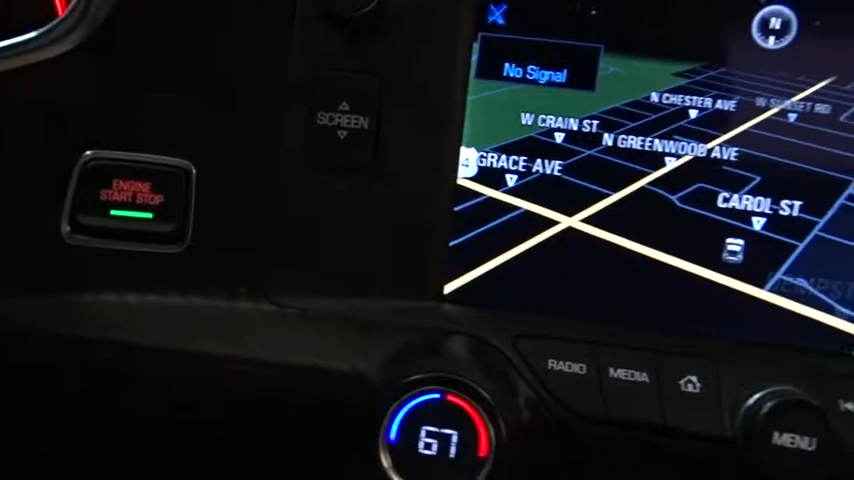 N
No Signal
N CHESTER AVE
W SUNSET RD
SCREEN
W CRAIN ST
N GREENWOOD AVE
4
GRACE AVE
ENGINE
START STOP
CAROL ST
RADIO
MEDIA
67
MENU